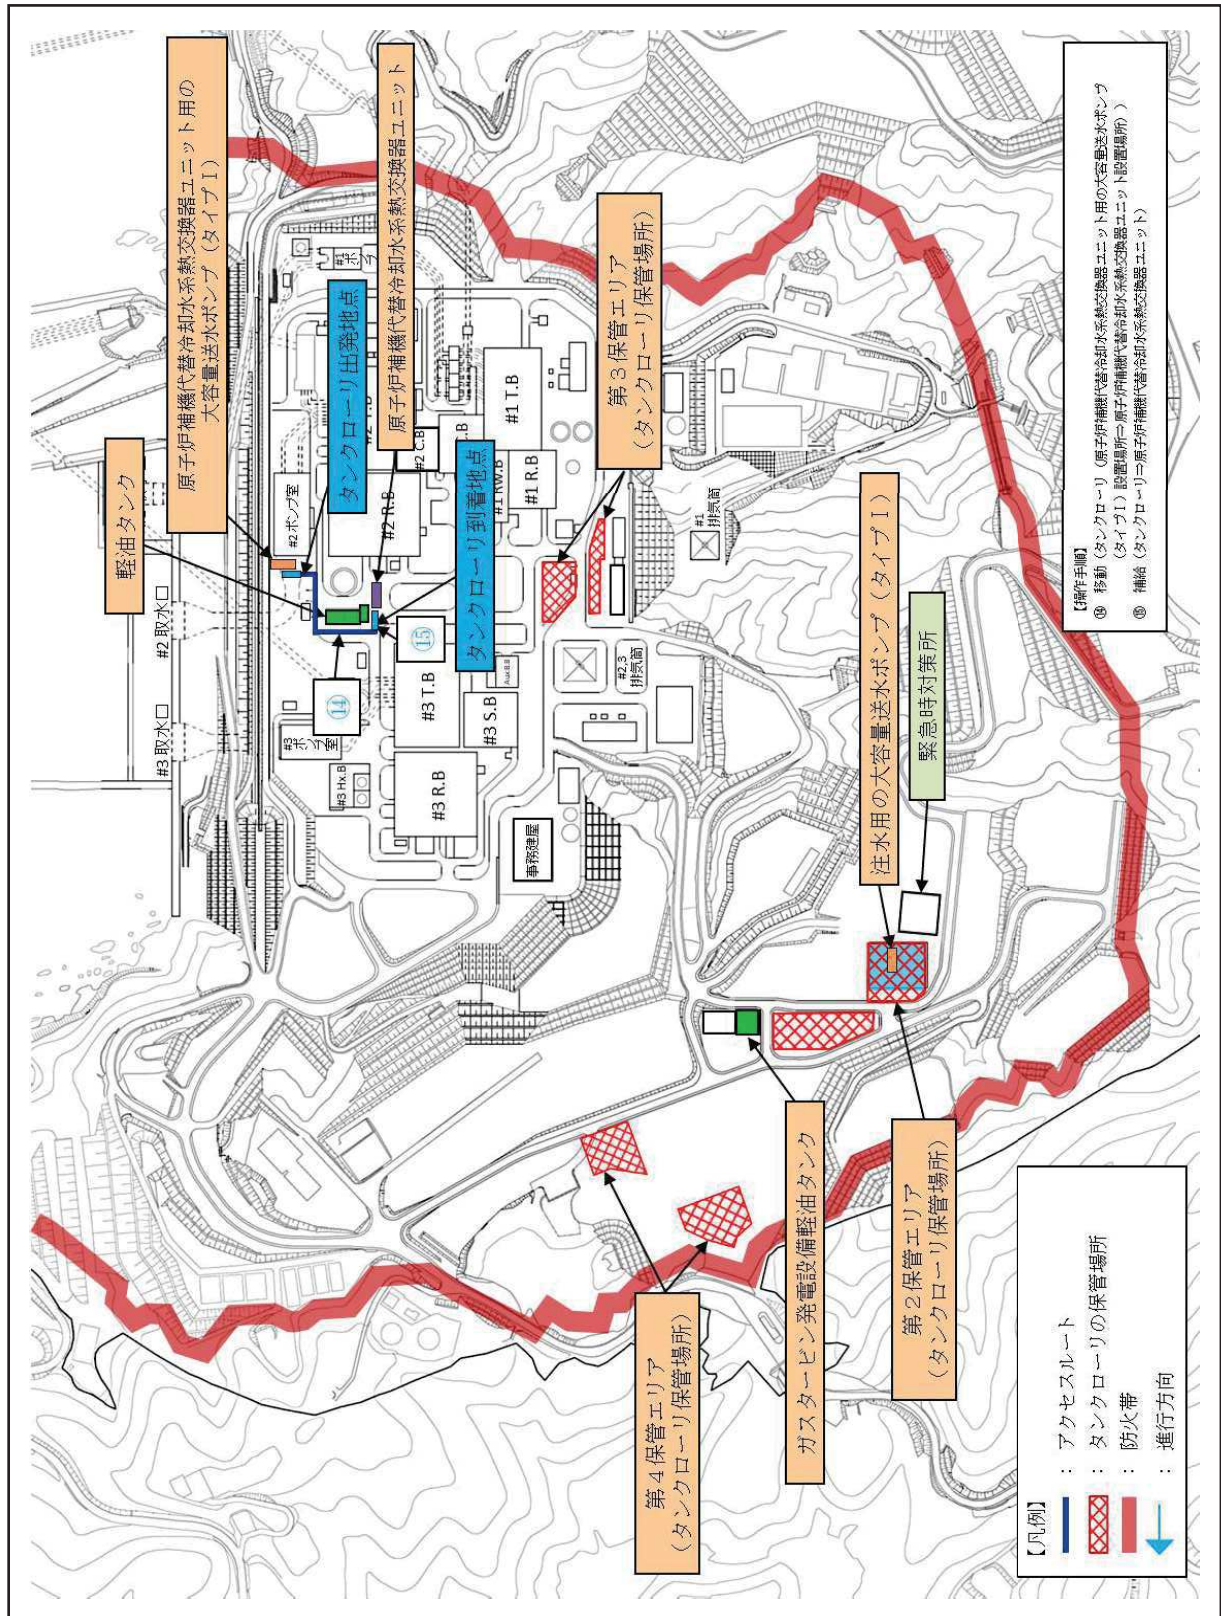 原子炉補機代替冷却水系熱交換器ユニット用の
大容量送水ポンプ（タイプⅠ）
軽油タンク
タンクローリ出発地点
原子炉補機代替冷却水系熱交換器ユニット
タンクローリ到着地点
第3保管エリア
（タンクローリ保管場所）
#3 取水口
#2 取水口
#3
ポンプ
室
#2 ポンプ室
#1
⑭
⑮
#3 Hx.B
#3 T.B
#3 S.B
#3 R.B
Aux.B.B
#2 R.B
#2 C.B
#1 RW.B
#1 T.B
#1 R.B
事務建屋
#2,3
排気筒
#1
排気筒
注水用の大容量送水ポンプ（タイプⅠ）
緊急時対策所
第4保管エリア
（タンクローリ保管場所）
ガスタービン発電設備軽油タンク
第2保管エリア
（タンクローリ保管場所）
【凡例】
：アクセスルート
：タンクローリの保管場所
：防火帯
：進行方向
【操作手順】
⑭ 移動（タンクローリ（原子炉補機代替冷却水系熱交換器ユニット用の大容量送水ポンプ
（タイプⅠ）設置場所⇒原子炉補機代替冷却水系熱交換器ユニット設置場所））
⑮ 補給（タンクローリ⇒原子炉補機代替冷却水系熱交換器ユニット）